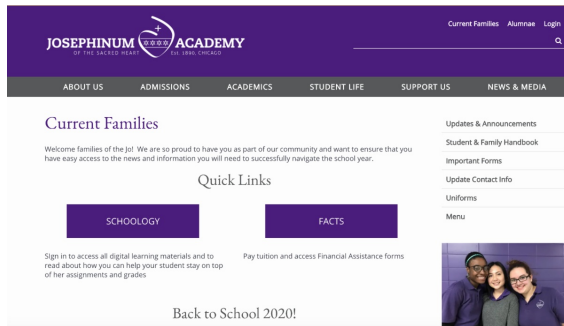 Current Families Alumnae Login
JOSEPHINUM ACADEMY
OF THE SACRED HEART EST. 1890, CHICAGO
ABOUT US ADMISSIONS ACADEMICS STUDENT LIFE SUPPORT US NEWS & MEDIA
Current Families
Welcome families of the Jo! We are so proud to have you as part of our community and want to ensure that you
have easy access to the news and information you will need to successfully navigate the school year.
Quick Links
SCHOOLOGY
FACTS
Sign in to access all digital learning materials and to
read about how you can help your student stay on top
of her assignments and grades
Pay tuition and access Financial Assistance forms
Back to School 2020!
Updates & Announcements
Student & Family Handbook
Important Forms
Update Contact Info
Uniforms
Menu